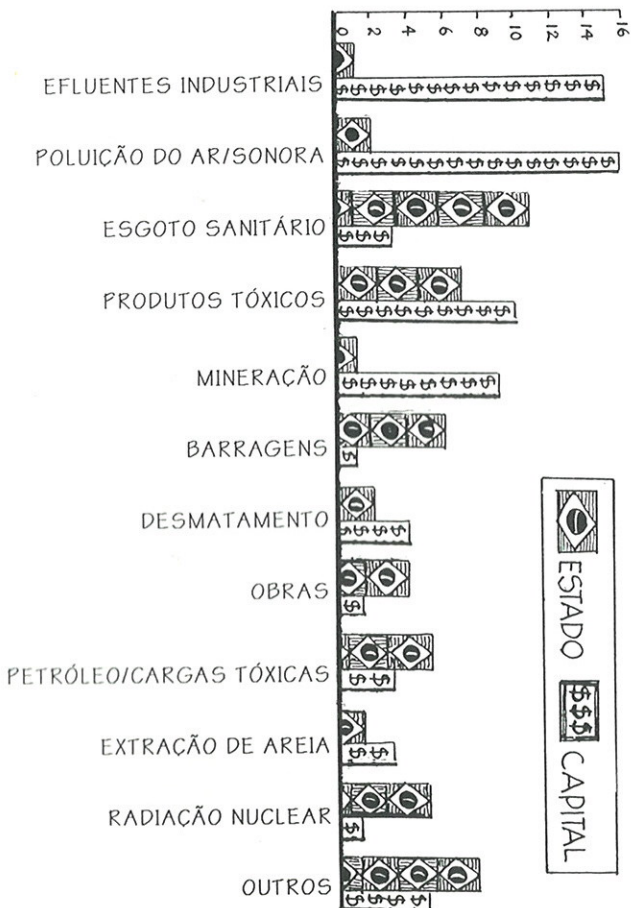 0 2 4 6 8 10 12 14 16
EFLUENTES INDUSTRIAIS
POLUIÇÃO DO AR/SONORA
ESGOTO SANITÁRIO
PRODUTOS TÓXICOS
MINERAÇÃO
BARRAGENS
DESMATAMENTO
OBRAS
PETRÓLEO/CARGAS TÓXICAS
EXTRAÇÃO DE AREIA
RADIAÇÃO NUCLEAR
OUTROS
ESTADO $$$ CAPITAL